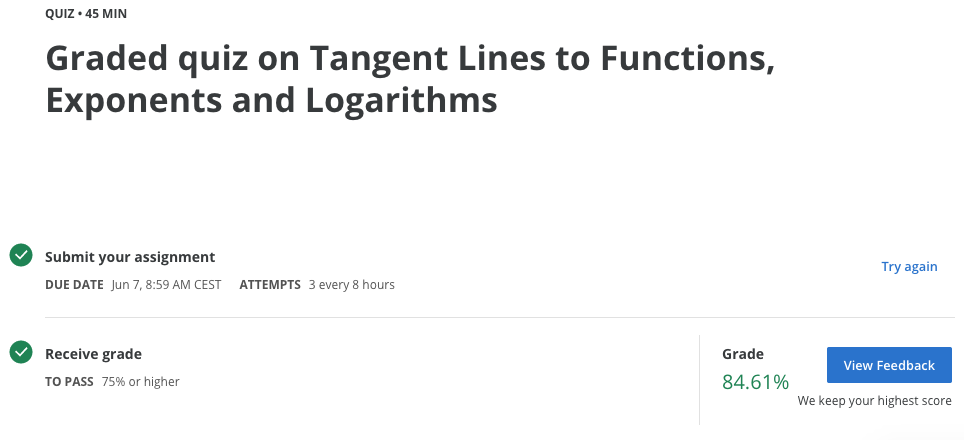 QUIZ • 45 MIN
Graded quiz on Tangent Lines to Functions,
Exponents and Logarithms
Submit your assignment
DUE DATE Jun 7, 8:59 AM CEST ATTEMPTS 3 every 8 hours
Try again
Receive grade
TO PASS 75% or higher
Grade
84.61%
View Feedback
We keep your highest score